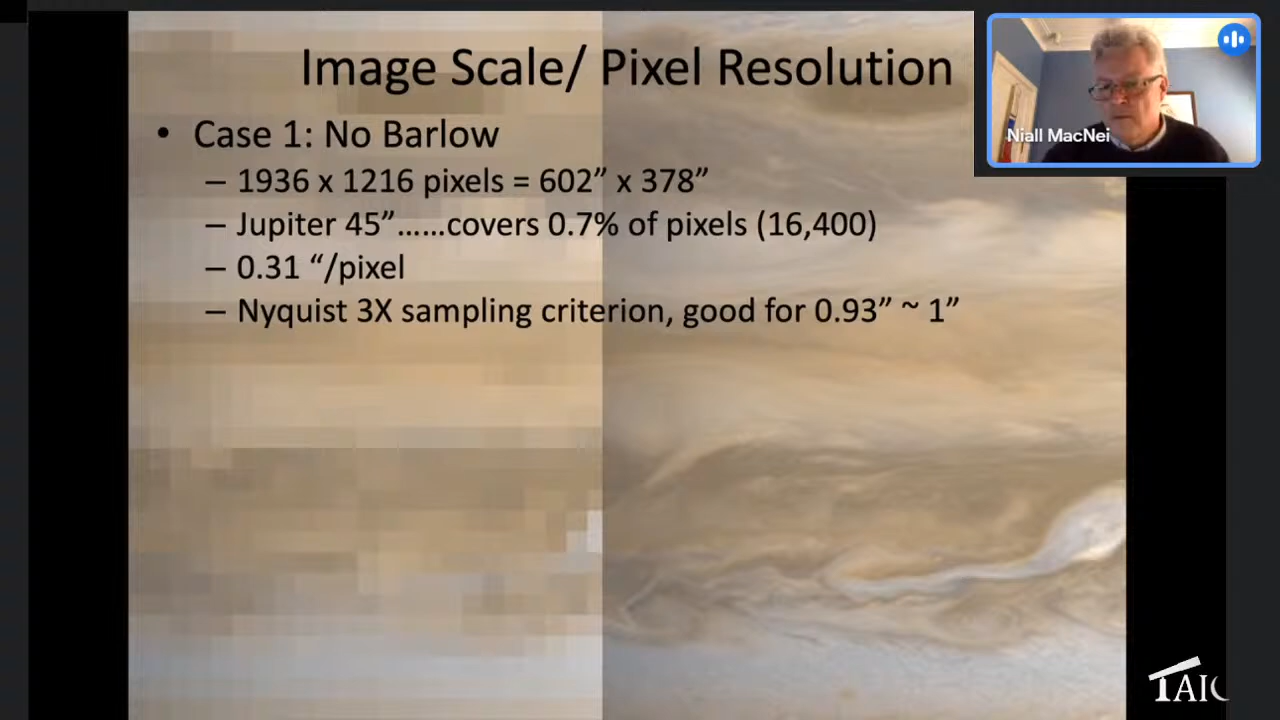 Image Scale/ Pixel Resolution
Niall MacNei
• Case 1: No Barlow
– 1936 x 1216 pixels = 602” x 378”
– Jupiter 45”……covers 0.7% of pixels (16,400)
– 0.31 “/pixel
– Nyquist 3X sampling criterion, good for 0.93” ~ 1”
TAIC